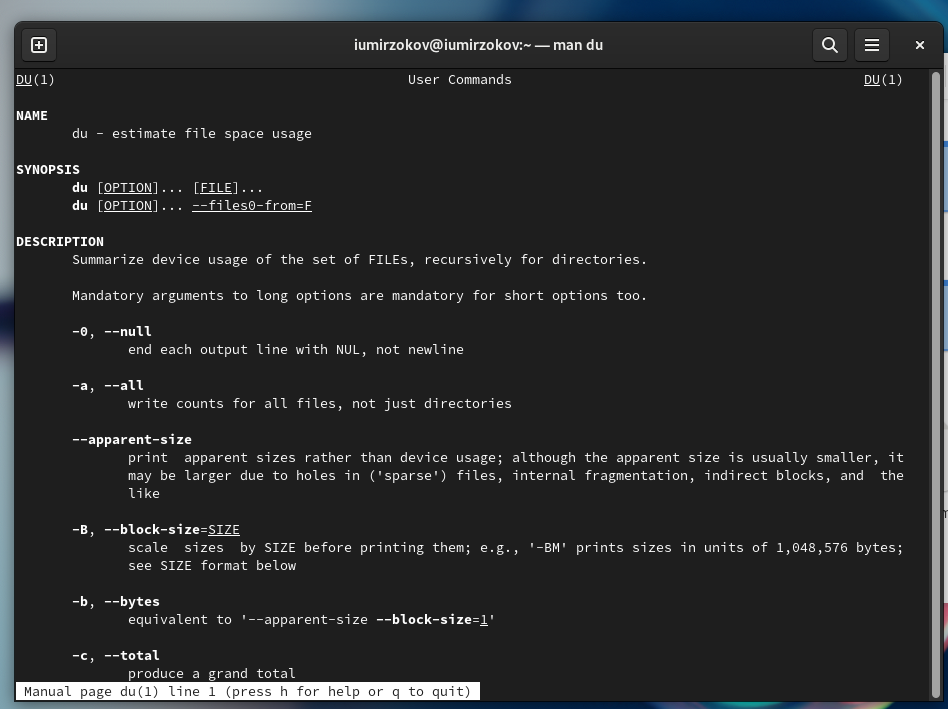 iumirzokov@iumirzokov:~ — man du
DU(1) User Commands DU(1)
NAME
du - estimate file space usage
SYNOPSIS
du [OPTION]... [FILE]...
du [OPTION]... --files0-from=F
DESCRIPTION
Summarize device usage of the set of FILEs, recursively for directories.
Mandatory arguments to long options are mandatory for short options too.
-0, --null
end each output line with NUL, not newline
-a, --all
write counts for all files, not just directories
--apparent-size
print  apparent sizes rather than device usage; although the apparent size is usually smaller, it
may be larger due to holes in ('sparse') files, internal fragmentation, indirect blocks, and  the
like
-B, --block-size=SIZE
scale  sizes  by SIZE before printing them; e.g., '-BM' prints sizes in units of 1,048,576 bytes;
see SIZE format below
-b, --bytes
equivalent to '--apparent-size --block-size=1'
-c, --total
produce a grand total
Manual page du(1) line 1 (press h for help or q to quit)